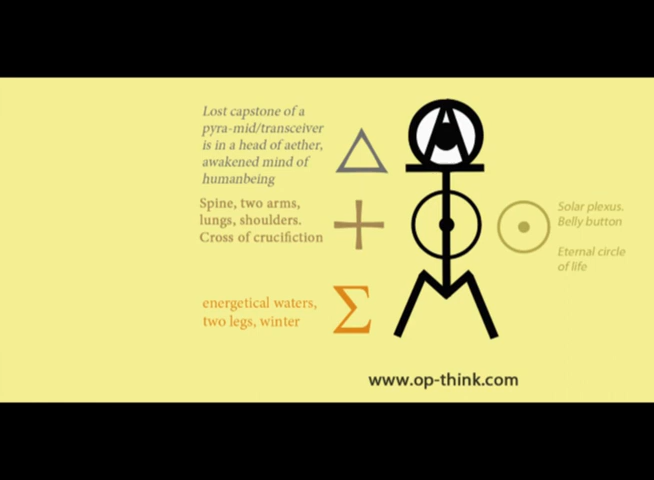 Lost capstone of a
pyra-mid/transceiver
is in a head of aether,
awakened mind of
humanbeing
Spine, two arms,
lungs, shoulders.
Cross of crucifiction
Solar plexus.
Belly button
Eternal circle
of life
energetical waters,
two legs, winter
Σ
www.op-think.com